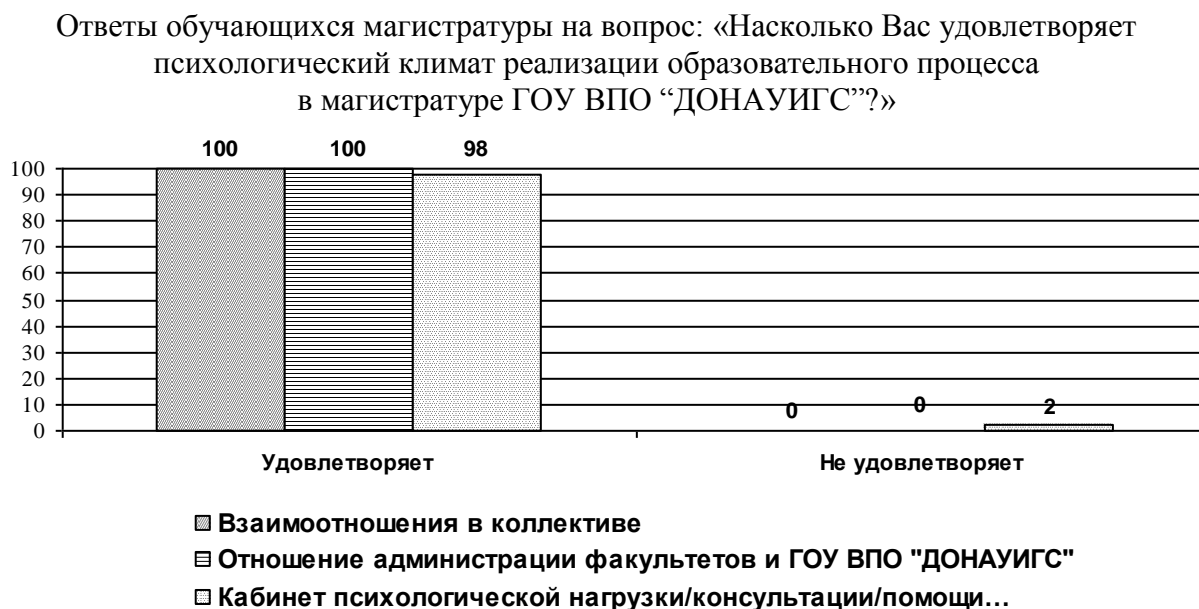 Ответы обучающихся магистратуры на вопрос: «Насколько Вас удовлетворяет
психологический климат реализации образовательного процесса
в магистратуре ГОУ ВПО “ДОНАУИГС”?»
100 100 98
100
90
80
70
60
50
40
30
20
10
0
0 0 2
Удовлетворяет Не удовлетворяет
Взаимоотношения в коллективе
Отношение администрации факультетов и ГОУ ВПО "ДОНАУИГС"
Кабинет психологической нагрузки/консультации/помощи…